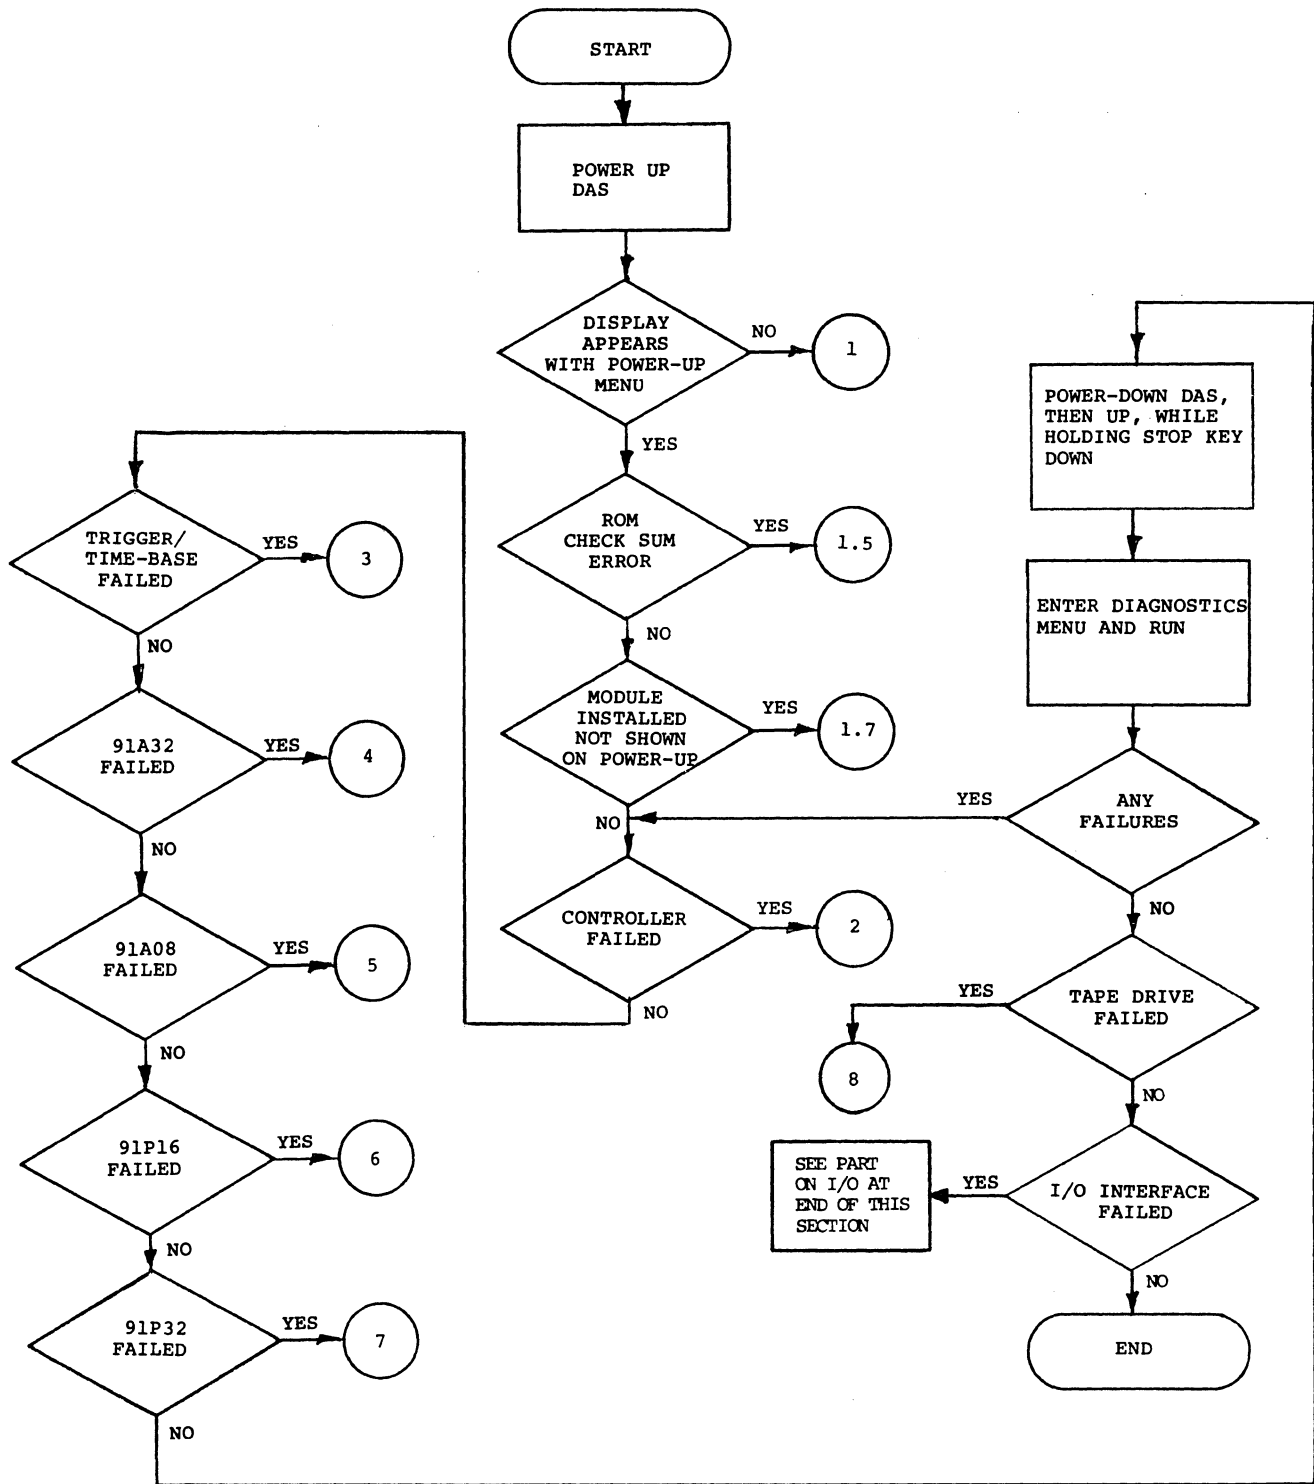 START
POWER UP
DAS
DISPLAY
APPEARS
WITH POWER-UP
MENU
NO
1
YES
ROM
CHECK SUM
ERROR
YES
1.5
NO
MODULE
INSTALLED
NOT SHOWN
ON POWER-UP
YES
1.7
NO
CONTROLLER
FAILED
YES
2
NO
TRIGGER/
TIME-BASE
FAILED
YES
3
NO
91A32
FAILED
YES
4
NO
91A08
FAILED
YES
5
NO
91P16
FAILED
YES
6
NO
91P32
FAILED
YES
7
NO
POWER-DOWN DAS,
THEN UP, WHILE
HOLDING STOP KEY
DOWN
ENTER DIAGNOSTICS
MENU AND RUN
ANY
FAILURES
YES
NO
TAPE DRIVE
FAILED
YES
8
NO
I/O INTERFACE
FAILED
YES
SEE PART
ON I/O AT
END OF THIS
SECTION
NO
END